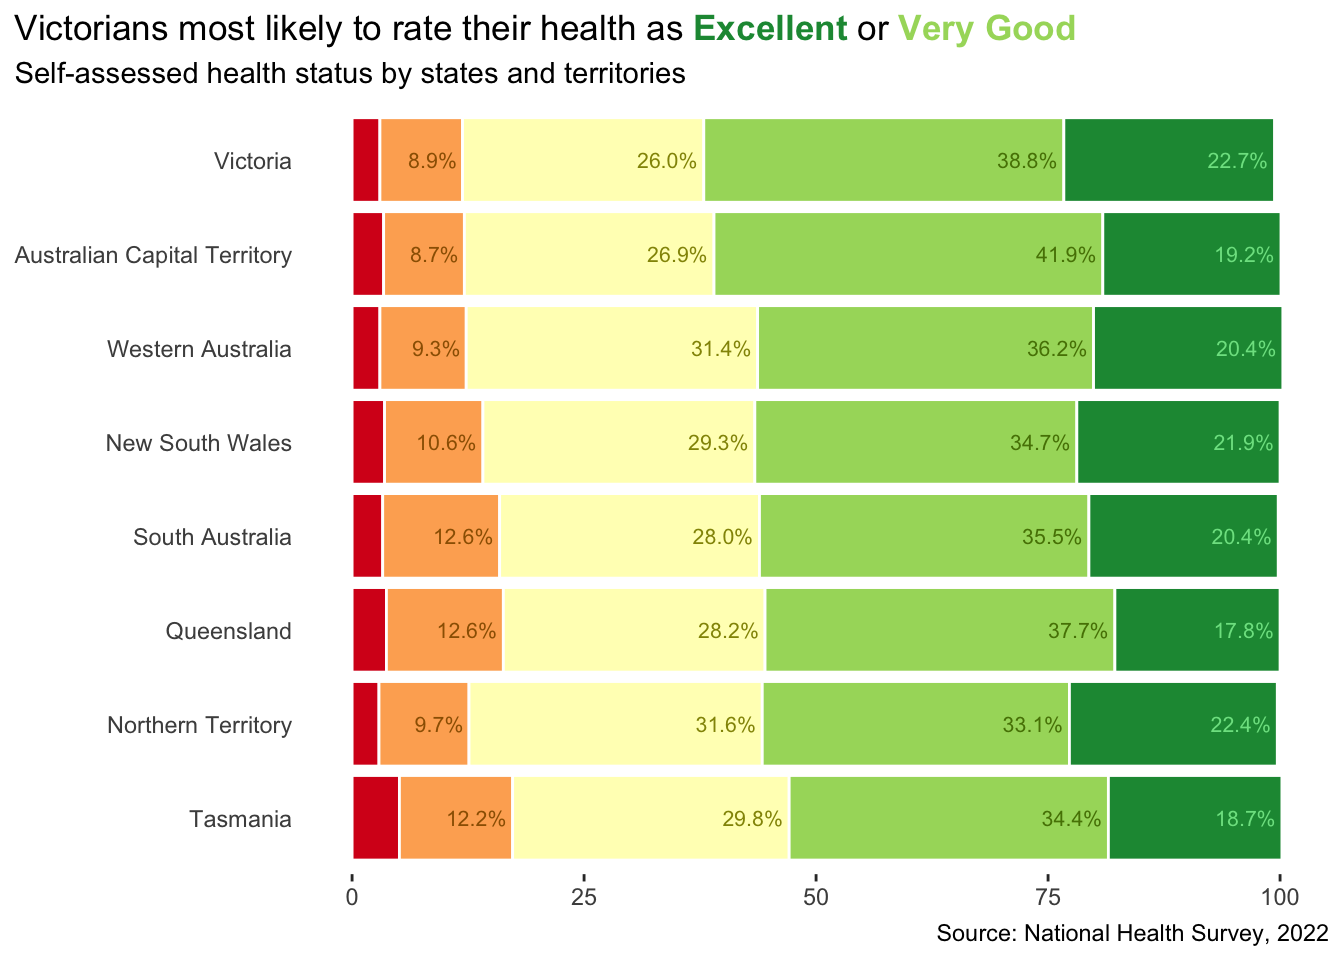 Victorians most likely to rate their health as Excellent or Very Good
Self-assessed health status by states and territories
Victoria 8.9% 26.0% 38.8% 22.7%
Australian Capital Territory 8.7% 26.9% 41.9% 19.2%
Western Australia 9.3% 31.4% 36.2% 20.4%
New South Wales 10.6% 29.3% 34.7% 21.9%
South Australia 12.6% 28.0% 35.5% 20.4%
Queensland 12.6% 28.2% 37.7% 17.8%
Northern Territory 9.7% 31.6% 33.1% 22.4%
Tasmania 12.2% 29.8% 34.4% 18.7%
0 25 50 75 100
Source: National Health Survey, 2022